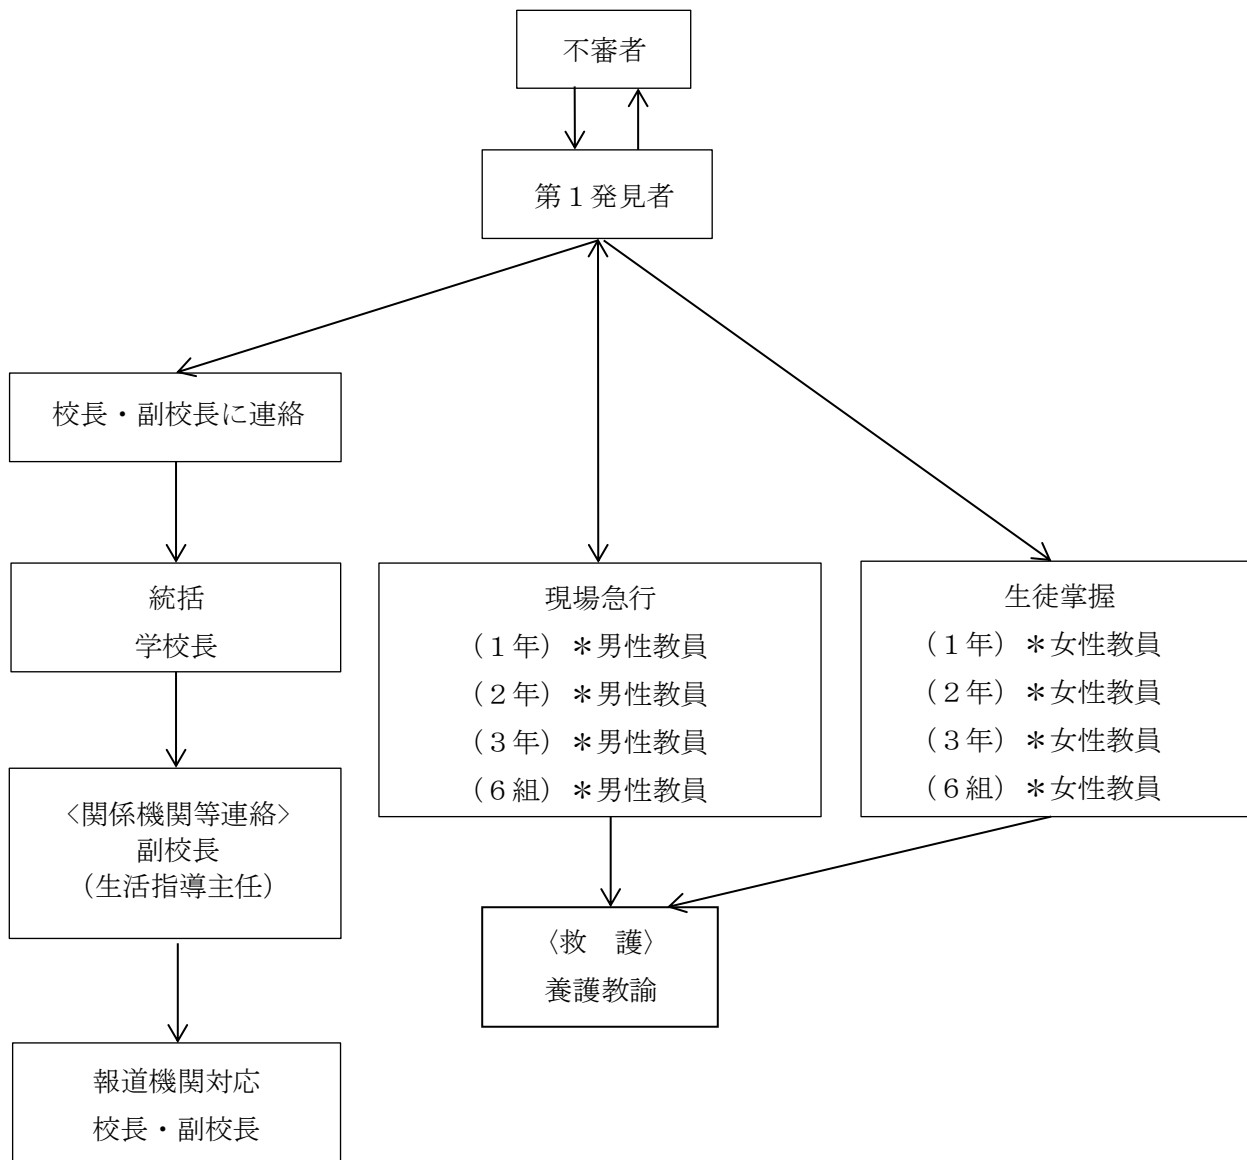 不審者
第１発見者
校長・副校長に連絡
統括
学校長
<関係機関等連絡>
副校長
（生活指導主任）
報道機関対応
校長・副校長
現場急行
（１年）＊男性教員
（２年）＊男性教員
（３年）＊男性教員
（６組）＊男性教員
生徒掌握
（１年）＊女性教員
（２年）＊女性教員
（３年）＊女性教員
（６組）＊女性教員
〈救　護〉
養護教諭